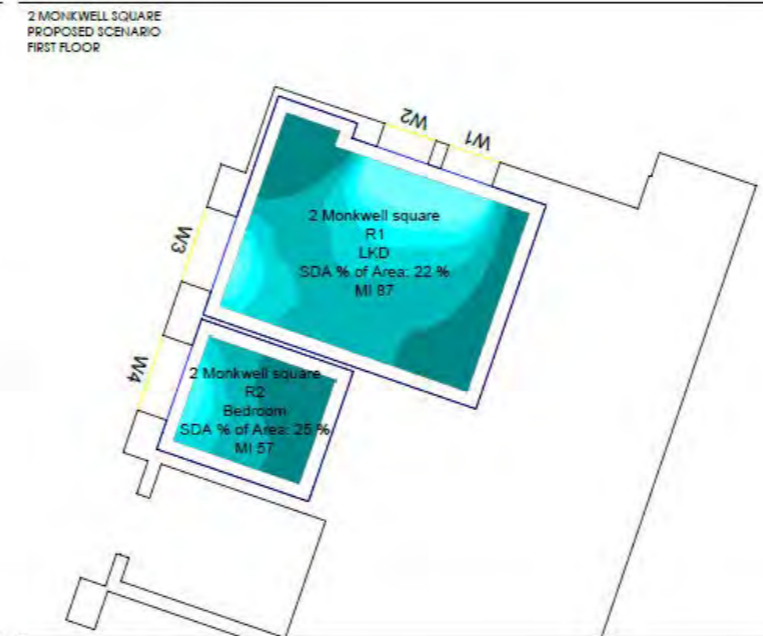 2 MONKWELL SQUARE
PROPOSED SCENARIO
FIRST FLOOR
W2
W1
2 Monkwell square
R1
LKD
SDA % of Area: 22 %
MI 87
W3
W4
2 Monkwell square
R2
Bedroom
SDA % of Area: 25 %
MI 57